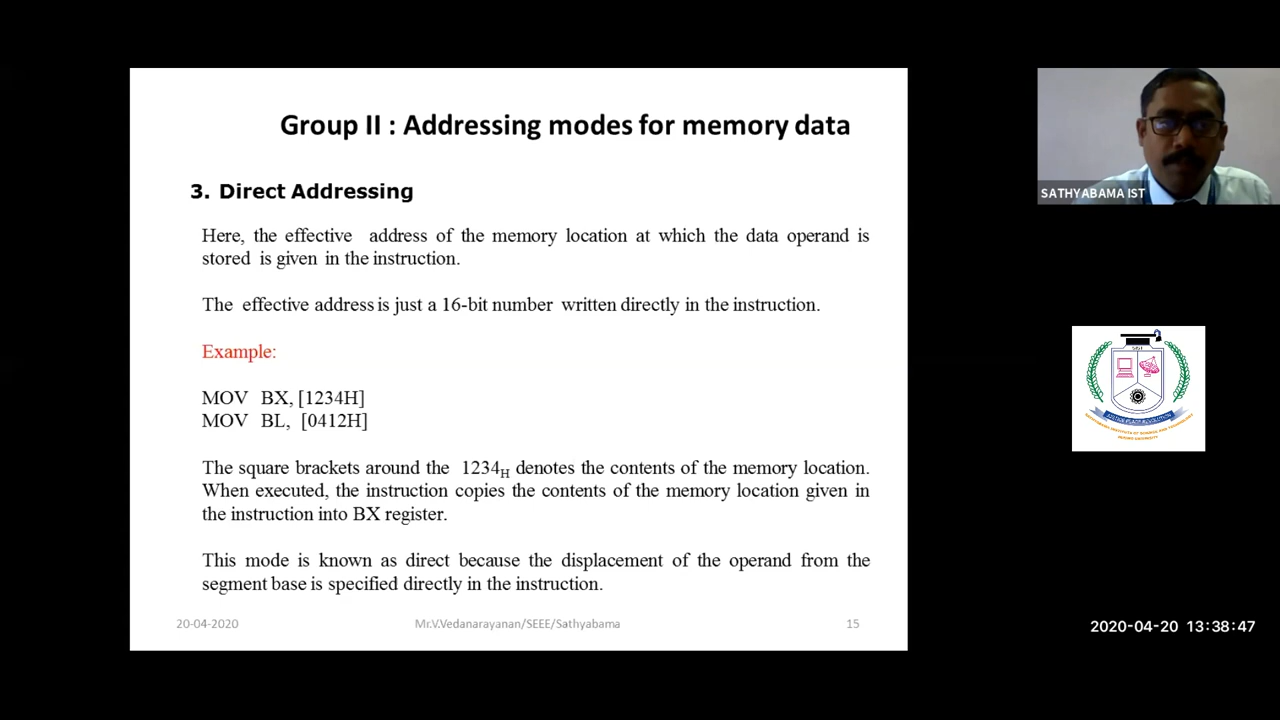 Group II : Addressing modes for memory data
3. Direct Addressing
Here, the effective address of the memory location at which the data operand is
stored is given in the instruction.
The effective address is just a 16-bit number written directly in the instruction.
Example:
MOV BX, [1234H]
MOV BL, [0412H]
The square brackets around the 1234H denotes the contents of the memory location.
When executed, the instruction copies the contents of the memory location given in
the instruction into BX register.
This mode is known as direct because the displacement of the operand from the
segment base is specified directly in the instruction.
20-04-2020
Mr.V.Vedanarayanan/SEEE/Sathyabama
15
SATHYABAMA IST
2020-04-20 13:38:47